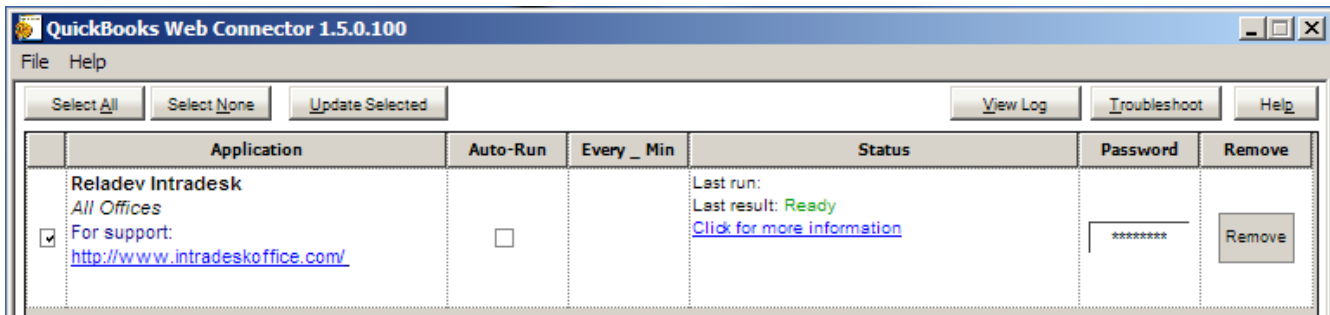 QuickBooks Web Connector 1.5.0.100
File Help
Select All Select None Update Selected View Log Troubleshoot Help
Application Auto-Run Every _ Min Status Password Remove
Reladev Intradesk
All Offices
For support:
http://www.intradeskoffice.com/
Last run:
Last result: Ready
Click for more information
********
Remove